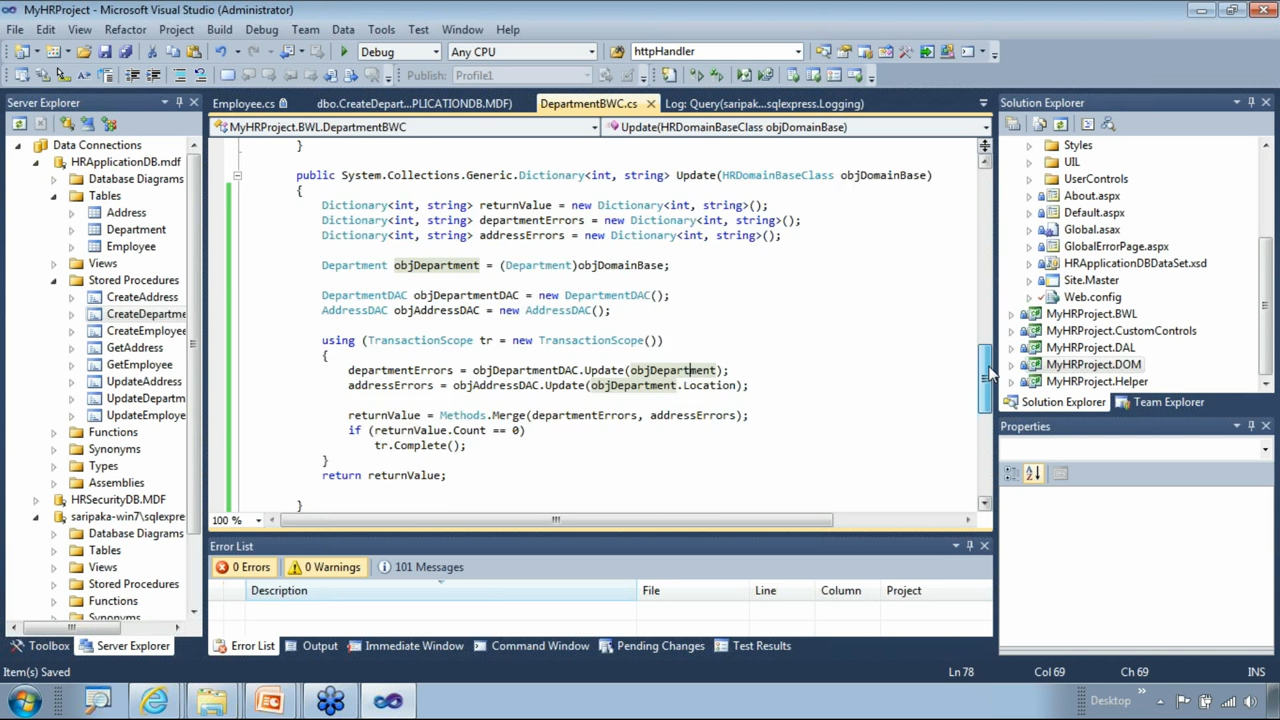 MyHRProject - Microsoft Visual Studio (Administrator)
File Edit View Refactor Project Build Debug Team Data Tools Test Window Help
Debug Any CPU httpHandler
Publish: Profile1
Server Explorer
Data Connections
HRApplicationDB.mdf
Database Diagrams
Tables
Address
Department
Employee
Views
Stored Procedures
CreateAddress
CreateDepartme
CreateEmployee
GetAddress
GetEmployee
UpdateAddress
UpdateDepartm
UpdateEmploye
Functions
Synonyms
Types
Assemblies
HRSecurityDB.MDF
saripaka-win7\sqlexpre
Database Diagrams
Tables
Views
Stored Procedures
Functions
Synonyms
Toolbox Server Explorer
Employee.cs dbo.CreateDepart...PLICATIONDB.MDF) DepartmentBWC.cs Log: Query(saripak...sqlexpress.Logging)
MyHRProject.BWL.DepartmentBWC Update(HRDomainBaseClass objDomainBase)
}
public System.Collections.Generic.Dictionary<int, string> Update(HRDomainBaseClass objDomainBase)
{
Dictionary<int, string> returnValue = new Dictionary<int, string>();
Dictionary<int, string> departmentErrors = new Dictionary<int, string>();
Dictionary<int, string> addressErrors = new Dictionary<int, string>();
Department objDepartment = (Department)objDomainBase;
DepartmentDAC objDepartmentDAC = new DepartmentDAC();
AddressDAC objAddressDAC = new AddressDAC();
using (TransactionScope tr = new TransactionScope())
{
departmentErrors = objDepartmentDAC.Update(objDepartment);
addressErrors = objAddressDAC.Update(objDepartment.Location);
returnValue = Methods.Merge(departmentErrors, addressErrors);
if (returnValue.Count == 0)
tr.Complete();
}
return returnValue;
}
100 %
Error List
0 Errors 0 Warnings 101 Messages
Description File Line Column Project
Error List Output Immediate Window Command Window Pending Changes Test Results
Solution Explorer
Styles
UIL
UserControls
About.aspx
Default.aspx
Global.asax
GlobalErrorPage.aspx
HRApplicationDBDataSet.xsd
Site.Master
Web.config
MyHRProject.BWL
MyHRProject.CustomControls
MyHRProject.DAL
MyHRProject.DOM
MyHRProject.Helper
Solution Explorer Team Explorer
Properties
Item(s) Saved Ln 78 Col 69 Ch 69 INS
Desktop